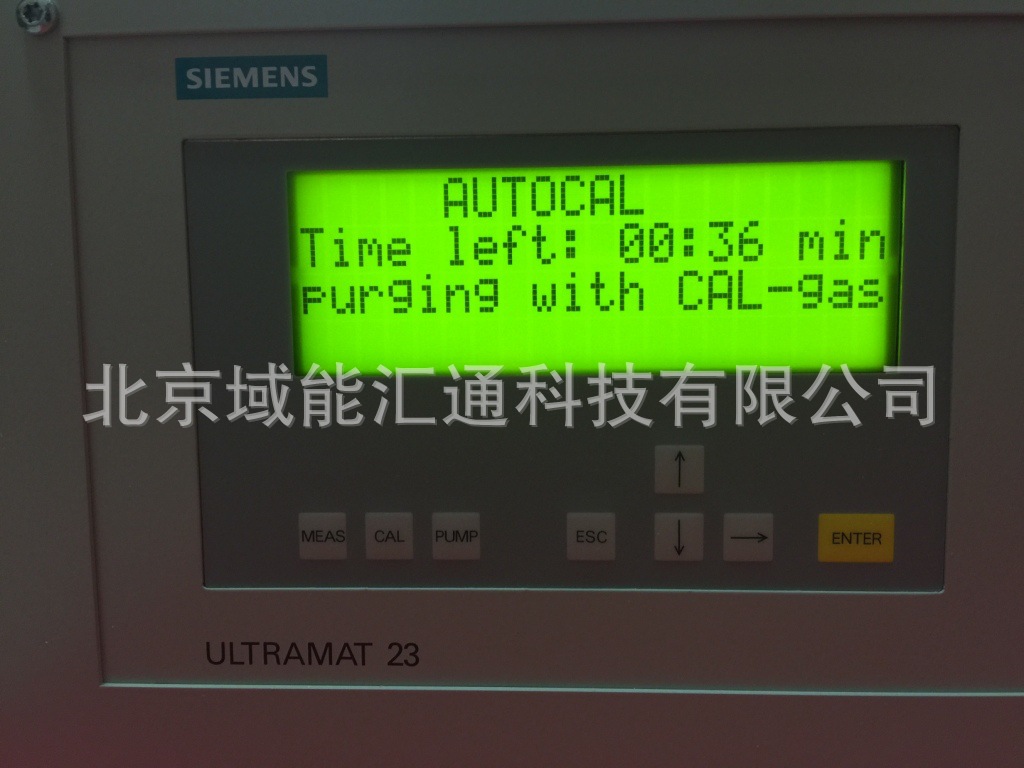 SIEMENS
AUTOCAL
Time left: 00:36 min
purging with CAL-gas
北京域能汇通科技有限公司
↑
MEAS CAL PUMP ESC ↓ → ENTER
ULTRAMAT 23